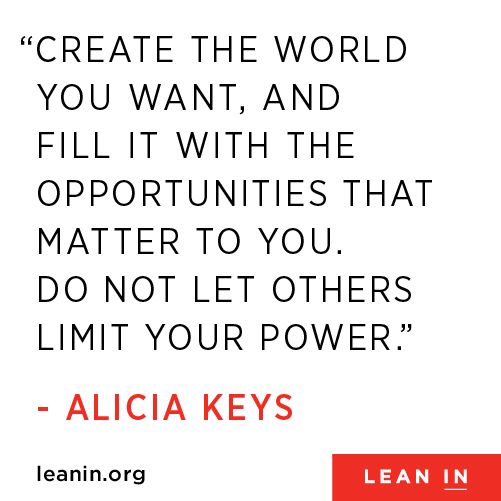 “CREATE THE WORLD
YOU WANT, AND
FILL IT WITH THE
OPPORTUNITIES THAT
MATTER TO YOU.
DO NOT LET OTHERS
LIMIT YOUR POWER.”
- ALICIA KEYS
leanin.org
LEAN IN